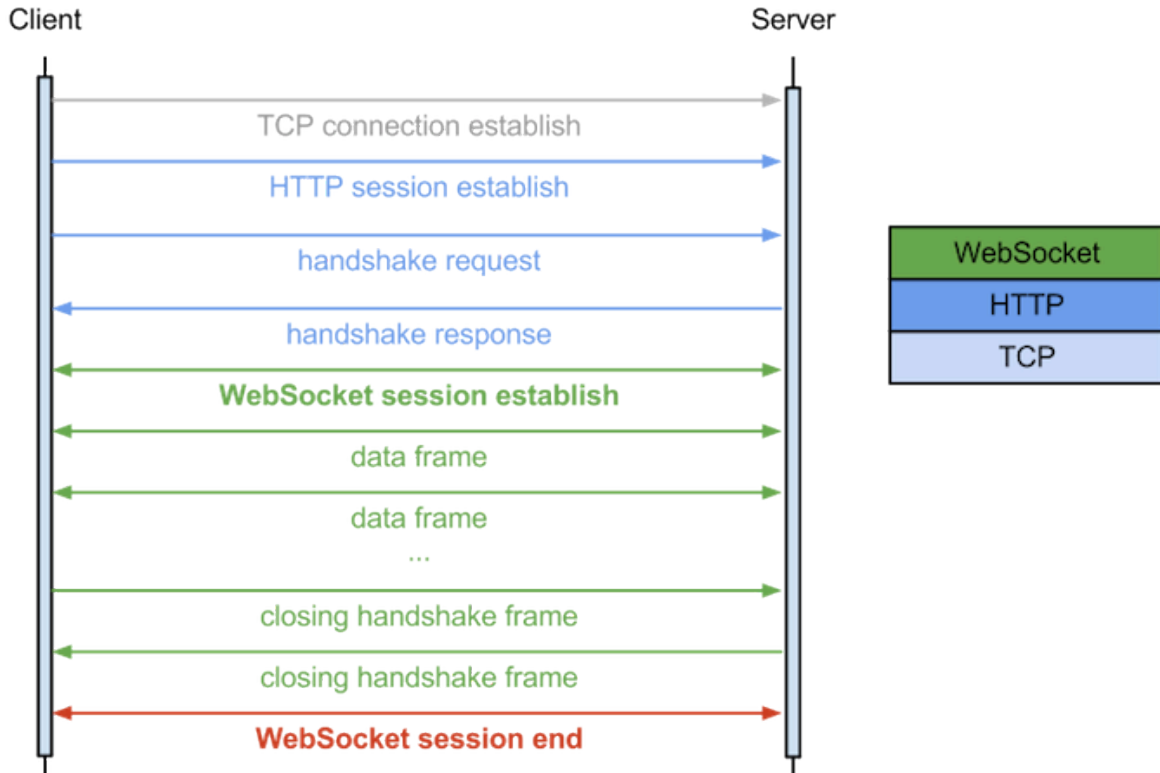 Client
Server
TCP connection establish
HTTP session establish
handshake request
handshake response
WebSocket session establish
data frame
data frame
...
closing handshake frame
closing handshake frame
WebSocket session end
WebSocket
HTTP
TCP